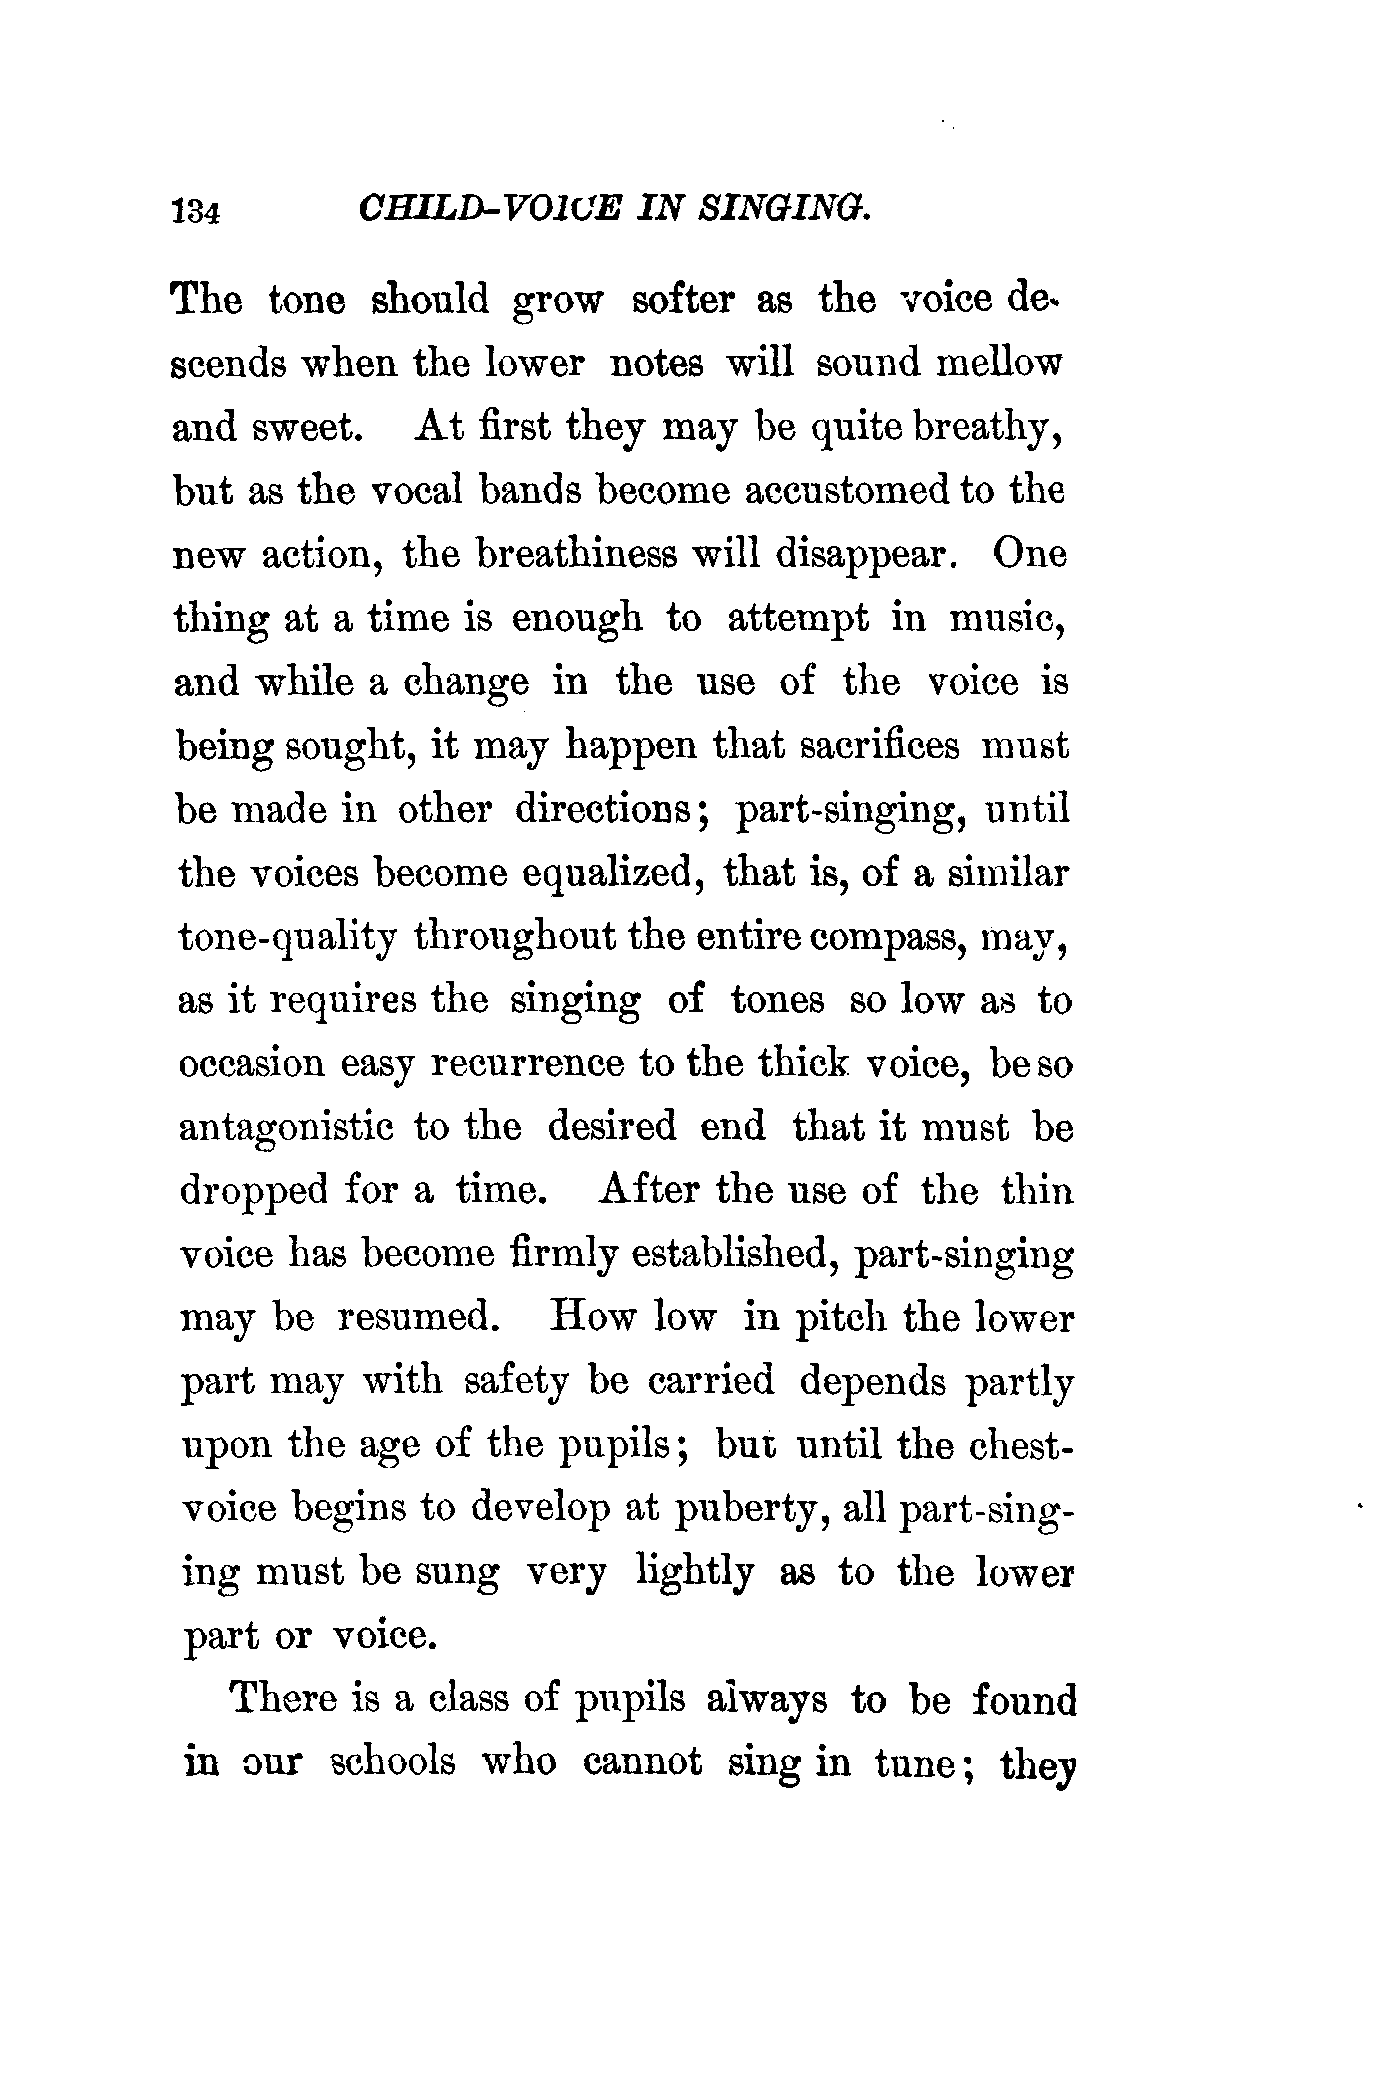 134 CHILD-VOICE IN SINGING.
The tone should grow softer as the voice de-
scends when the lower notes will sound mellow
and sweet. At first they may be quite breathy,
but as the vocal bands become accustomed to the
new action, the breathiness will disappear. One
thing at a time is enough to attempt in music,
and while a change in the use of the voice is
being sought, it may happen that sacrifices must
be made in other directions; part-singing, until
the voices become equalized, that is, of a similar
tone-quality throughout the entire compass, may,
as it requires the singing of tones so low as to
occasion easy recurrence to the thick voice, be so
antagonistic to the desired end that it must be
dropped for a time. After the use of the thin
voice has become firmly established, part-singing
may be resumed. How low in pitch the lower
part may with safety be carried depends partly
upon the age of the pupils; but until the chest-
voice begins to develop at puberty, all part-sing-
ing must be sung very lightly as to the lower
part or voice.
There is a class of pupils always to be found
in our schools who cannot sing in tune; they